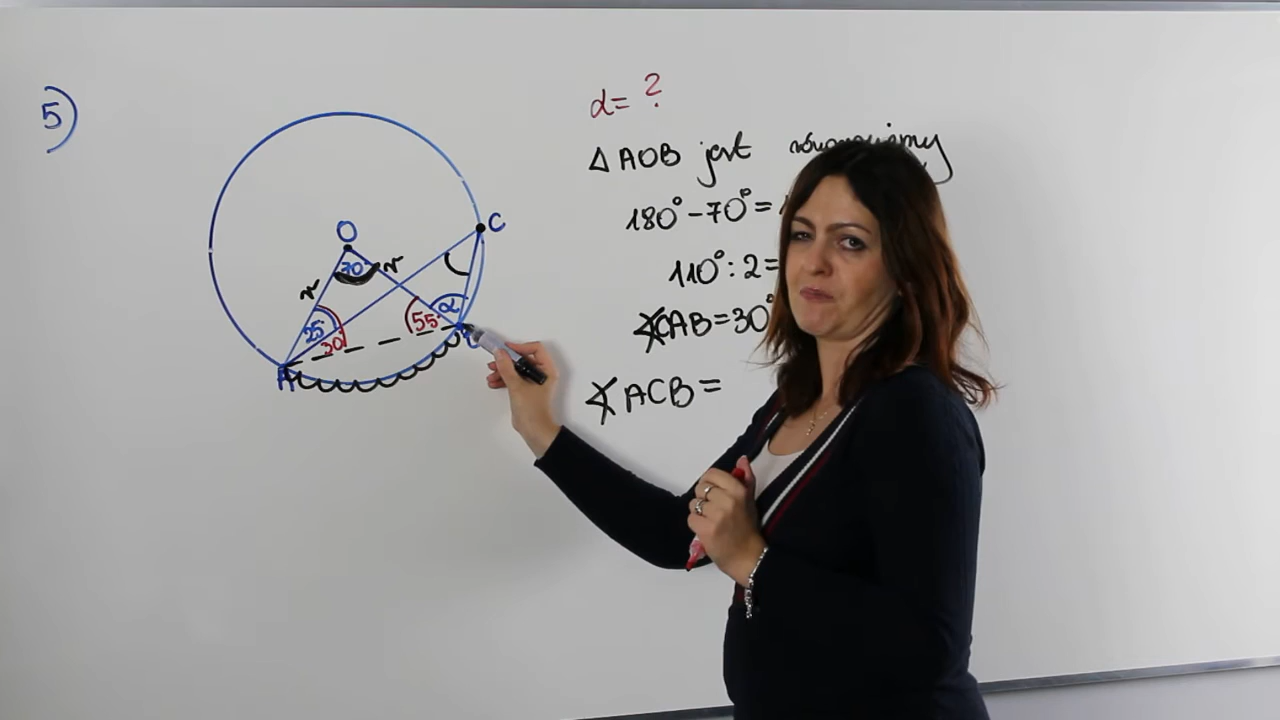 5)
α = ?
△AOB jest
180° - 70° =
110° : 2 =
∢CAB = 30°
∢ACB =
O
C
70°
r
r
25°
30°
55°
α
A